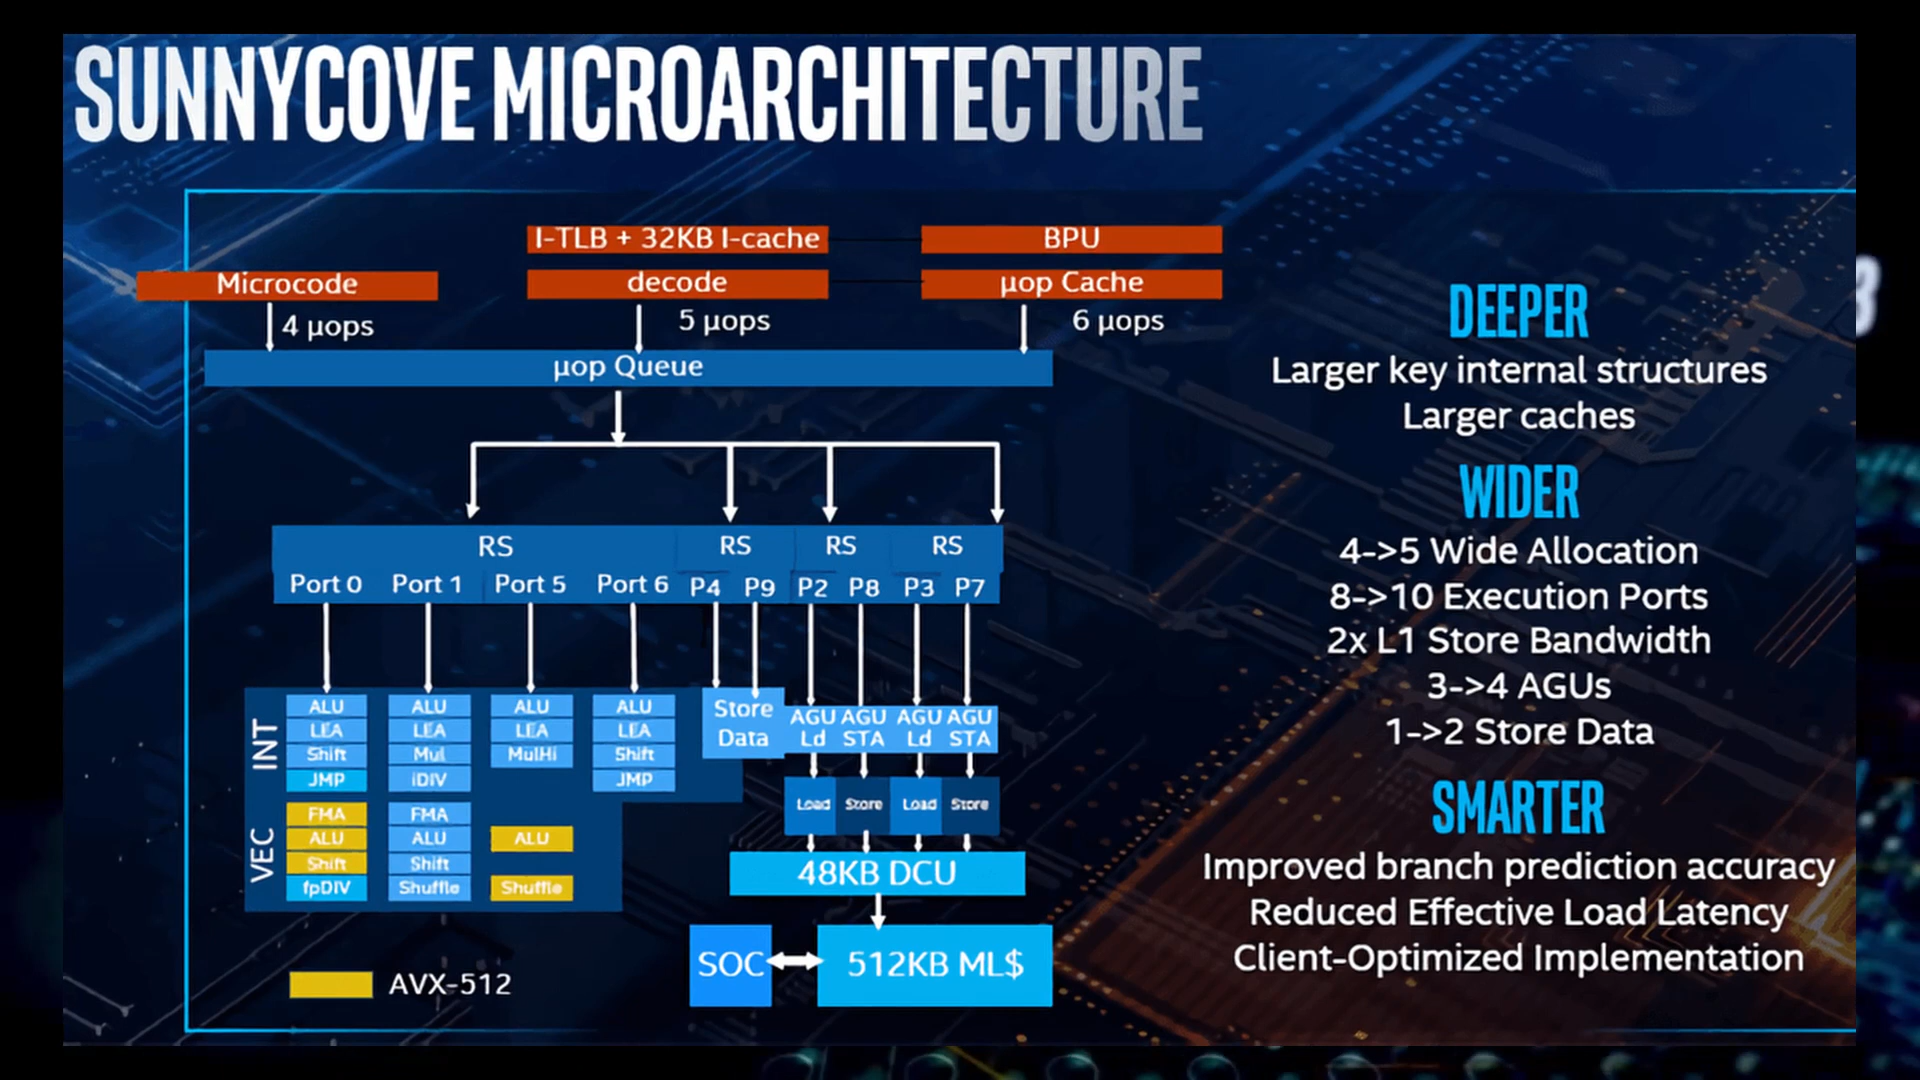 SUNNYCOVE MICROARCHITECTURE
I-TLB + 32KB I-cache
BPU
Microcode
decode
μop Cache
4 μops
5 μops
6 μops
μop Queue
RS
RS
RS
RS
Port 0
Port 1
Port 5
Port 6
P4
P9
P2
P8
P3
P7
INT
ALU
LEA
Shift
JMP
ALU
LEA
Mul
iDIV
ALU
LEA
MulHi
ALU
LEA
Shift
JMP
Store
Data
AGU
Ld
AGU
STA
AGU
Ld
AGU
STA
Load
Store
Load
Store
VEC
FMA
ALU
Shift
fpDIV
FMA
ALU
Shift
Shuffle
ALU
Shuffle
48KB DCU
SOC
512KB ML$
AVX-512
DEEPER
Larger key internal structures
Larger caches
WIDER
4->5 Wide Allocation
8->10 Execution Ports
2x L1 Store Bandwidth
3->4 AGUs
1->2 Store Data
SMARTER
Improved branch prediction accuracy
Reduced Effective Load Latency
Client-Optimized Implementation